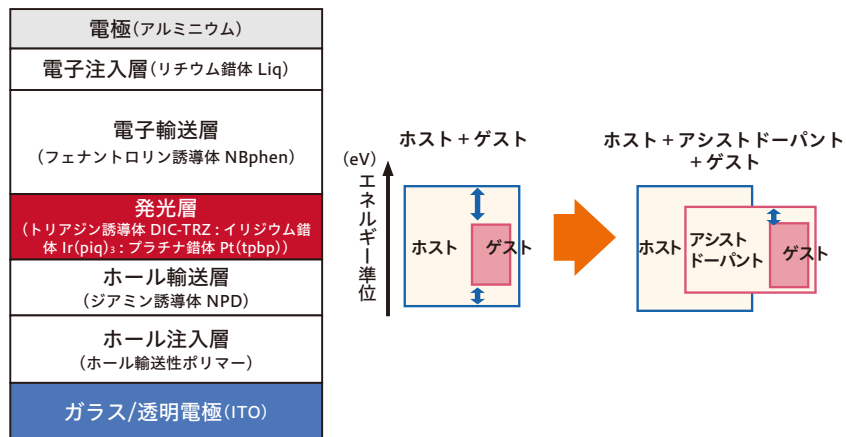 電極(アルミニウム)
電子注入層(リチウム錯体 Liq)
電子輸送層
(フェナントロリン誘導体 NBphen)
発光層
(トリアジン誘導体 DIC-TRZ：イリジウム錯
体 Ir(piq)₃：プラチナ錯体 Pt(tpbp))
ホール輸送層
(ジアミン誘導体 NPD)
ホール注入層
(ホール輸送性ポリマー)
ガラス/透明電極(ITO)
(eV)
エネルギー準位
ホスト＋ゲスト
ホスト
ゲスト
ホスト＋アシストドーパント
＋ゲスト
ホスト
アシスト
ドーパント
ゲスト